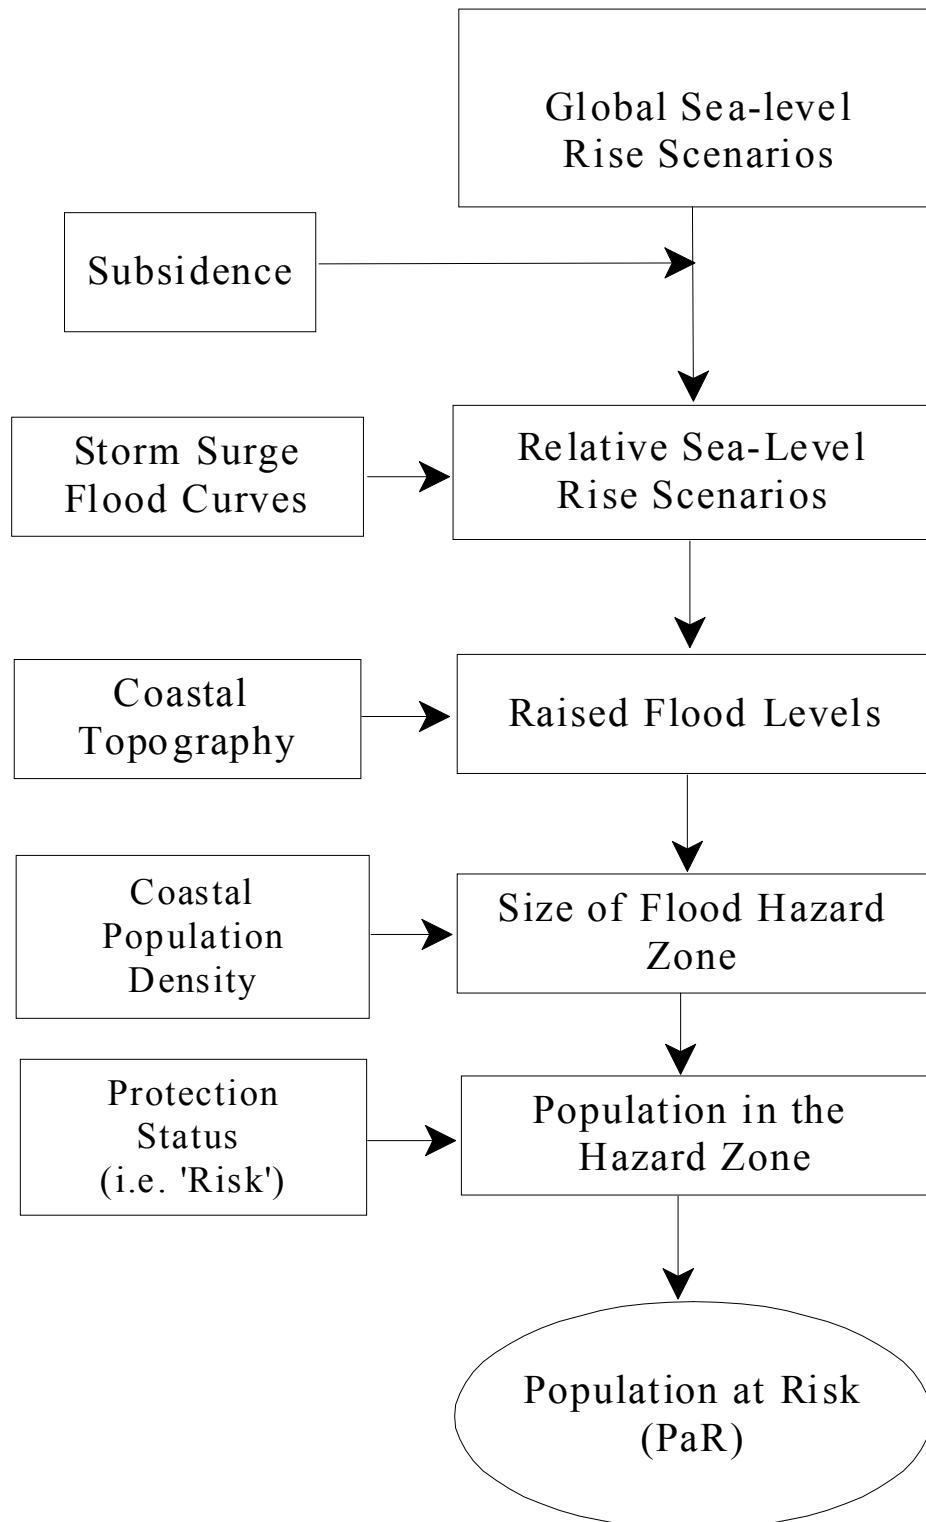 Global Sea-level
Rise Scenarios
Subsidence
Storm Surge
Flood Curves
Relative Sea-Level
Rise Scenarios
Coastal
Topography
Raised Flood Levels
Coastal
Population
Density
Size of Flood Hazard
Zone
Protection
Status
(i.e. 'Risk')
Population in the
Hazard Zone
Population at Risk
(PaR)